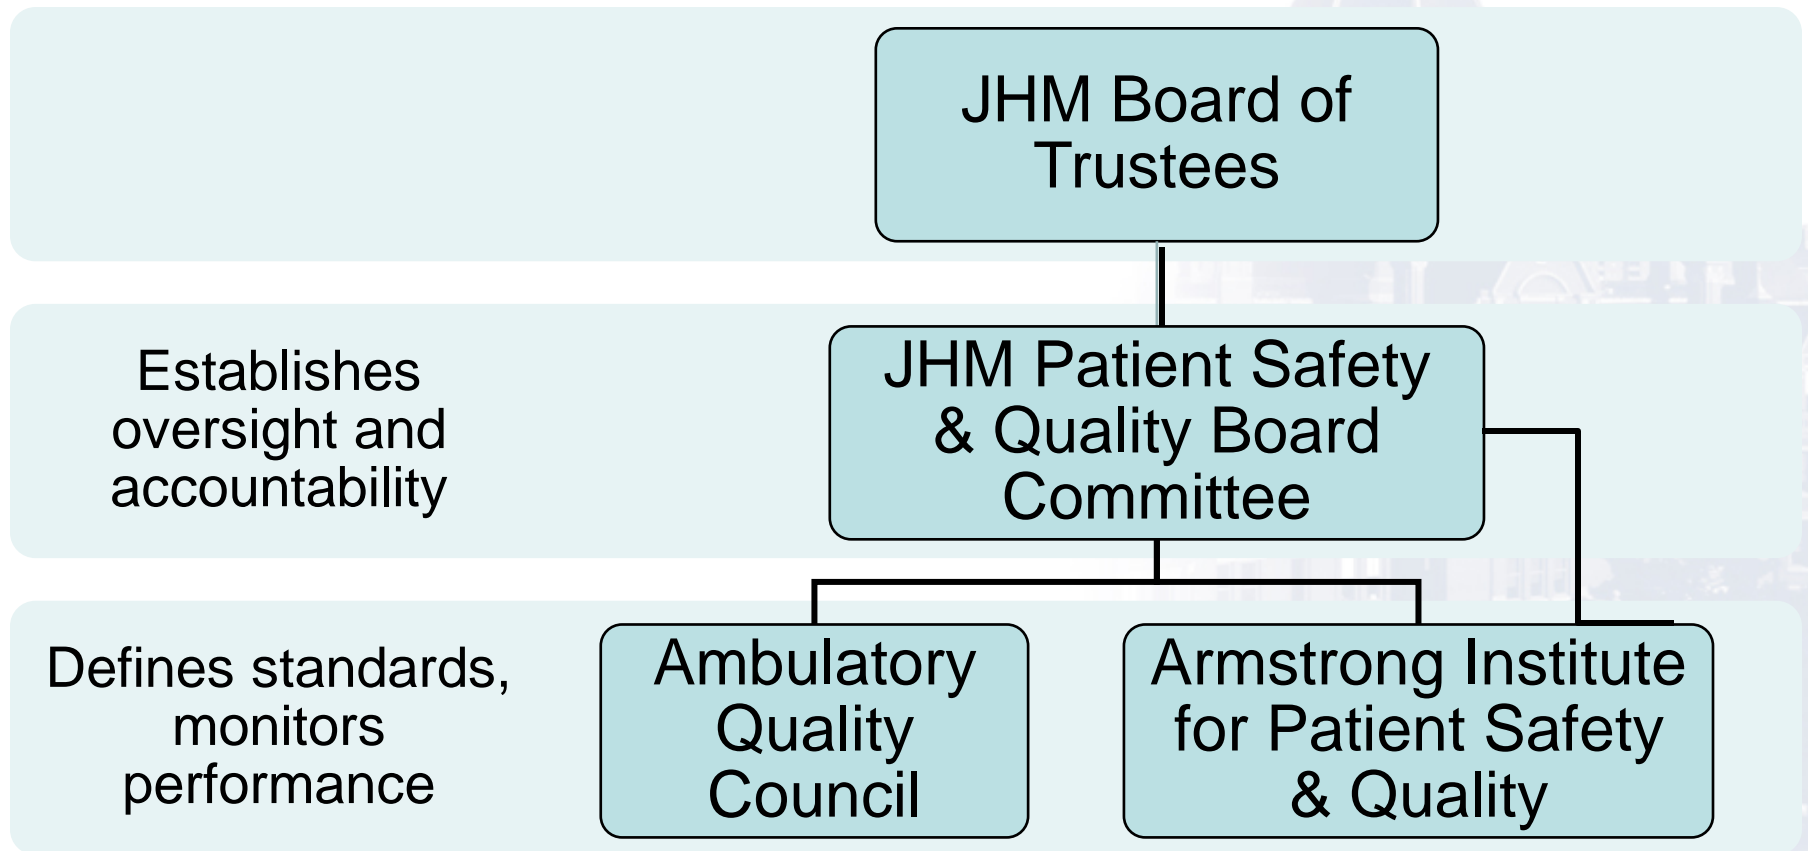 JHM Board of
Trustees
Establishes
oversight and
accountability
JHM Patient Safety
& Quality Board
Committee
Defines standards,
monitors
performance
Ambulatory
Quality
Council
Armstrong Institute
for Patient Safety
& Quality